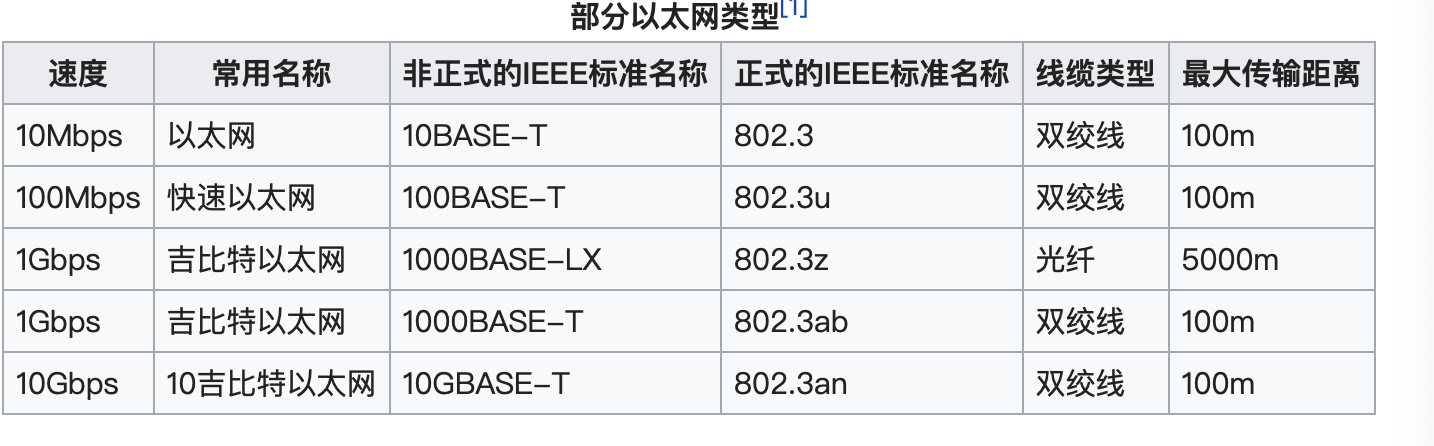 部分以太网类型[1]
速度 常用名称 非正式的IEEE标准名称 正式的IEEE标准名称 线缆类型 最大传输距离
10Mbps 以太网 10BASE–T 802.3 双绞线 100m
100Mbps 快速以太网 100BASE–T 802.3u 双绞线 100m
1Gbps 吉比特以太网 1000BASE–LX 802.3z 光纤 5000m
1Gbps 吉比特以太网 1000BASE–T 802.3ab 双绞线 100m
10Gbps 10吉比特以太网 10GBASE–T 802.3an 双绞线 100m